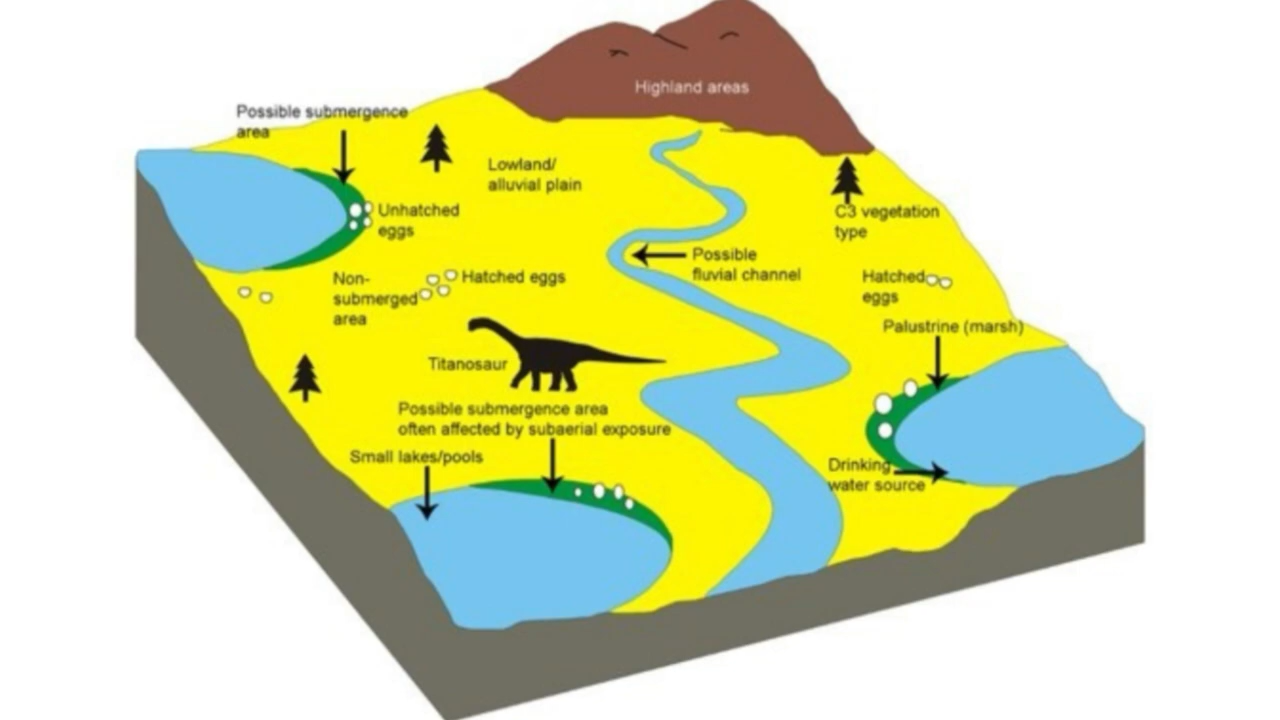 Highland areas
Possible submergence
area
Lowland/
alluvial plain
Unhatched
eggs
C3 vegetation
type
Possible
fluvial channel
Non-
submerged
area
Hatched eggs
Hatched
eggs
Palustrine (marsh)
Titanosaur
Possible submergence area
often affected by subaerial exposure
Small lakes/pools
Drinking
water source